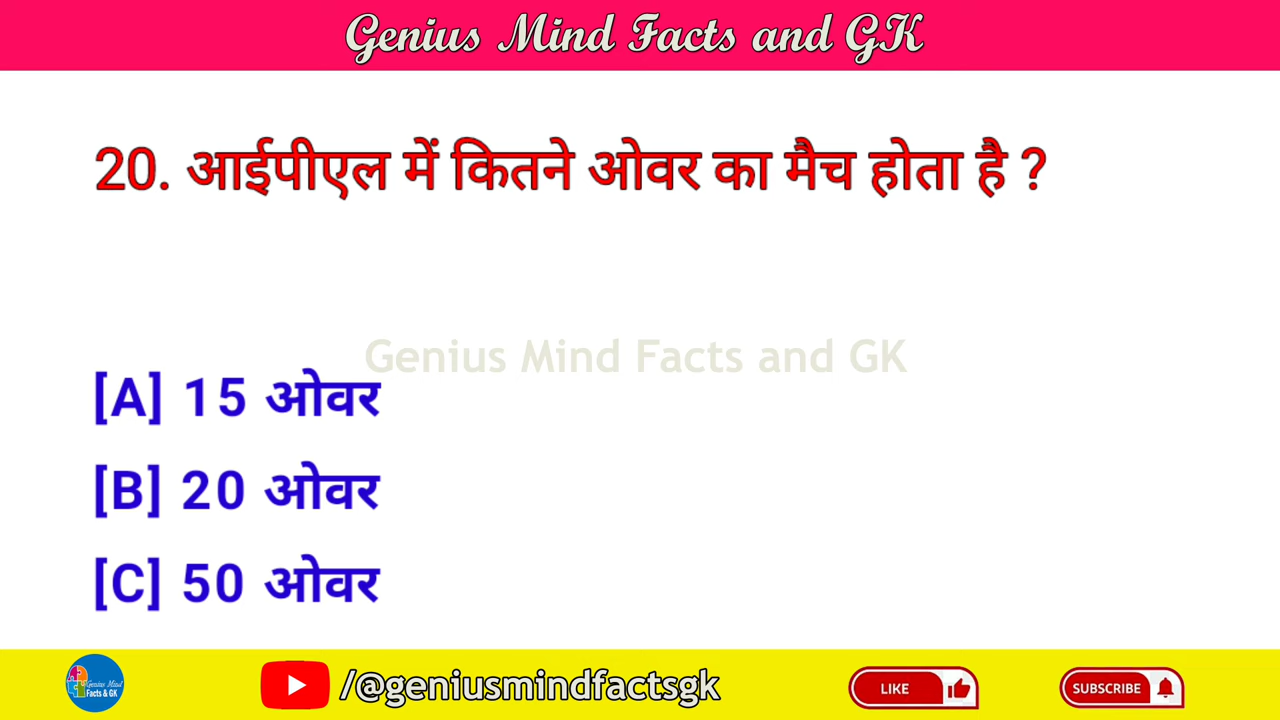 Genius Mind Facts and GK
20. आईपीएल में कितने ओवर का मैच होता है ?
Genius Mind Facts and GK
[A] 15 ओवर
[B] 20 ओवर
[C] 50 ओवर
Genius Mind
Facts & GK
/@geniusmindfactsgk
LIKE
SUBSCRIBE